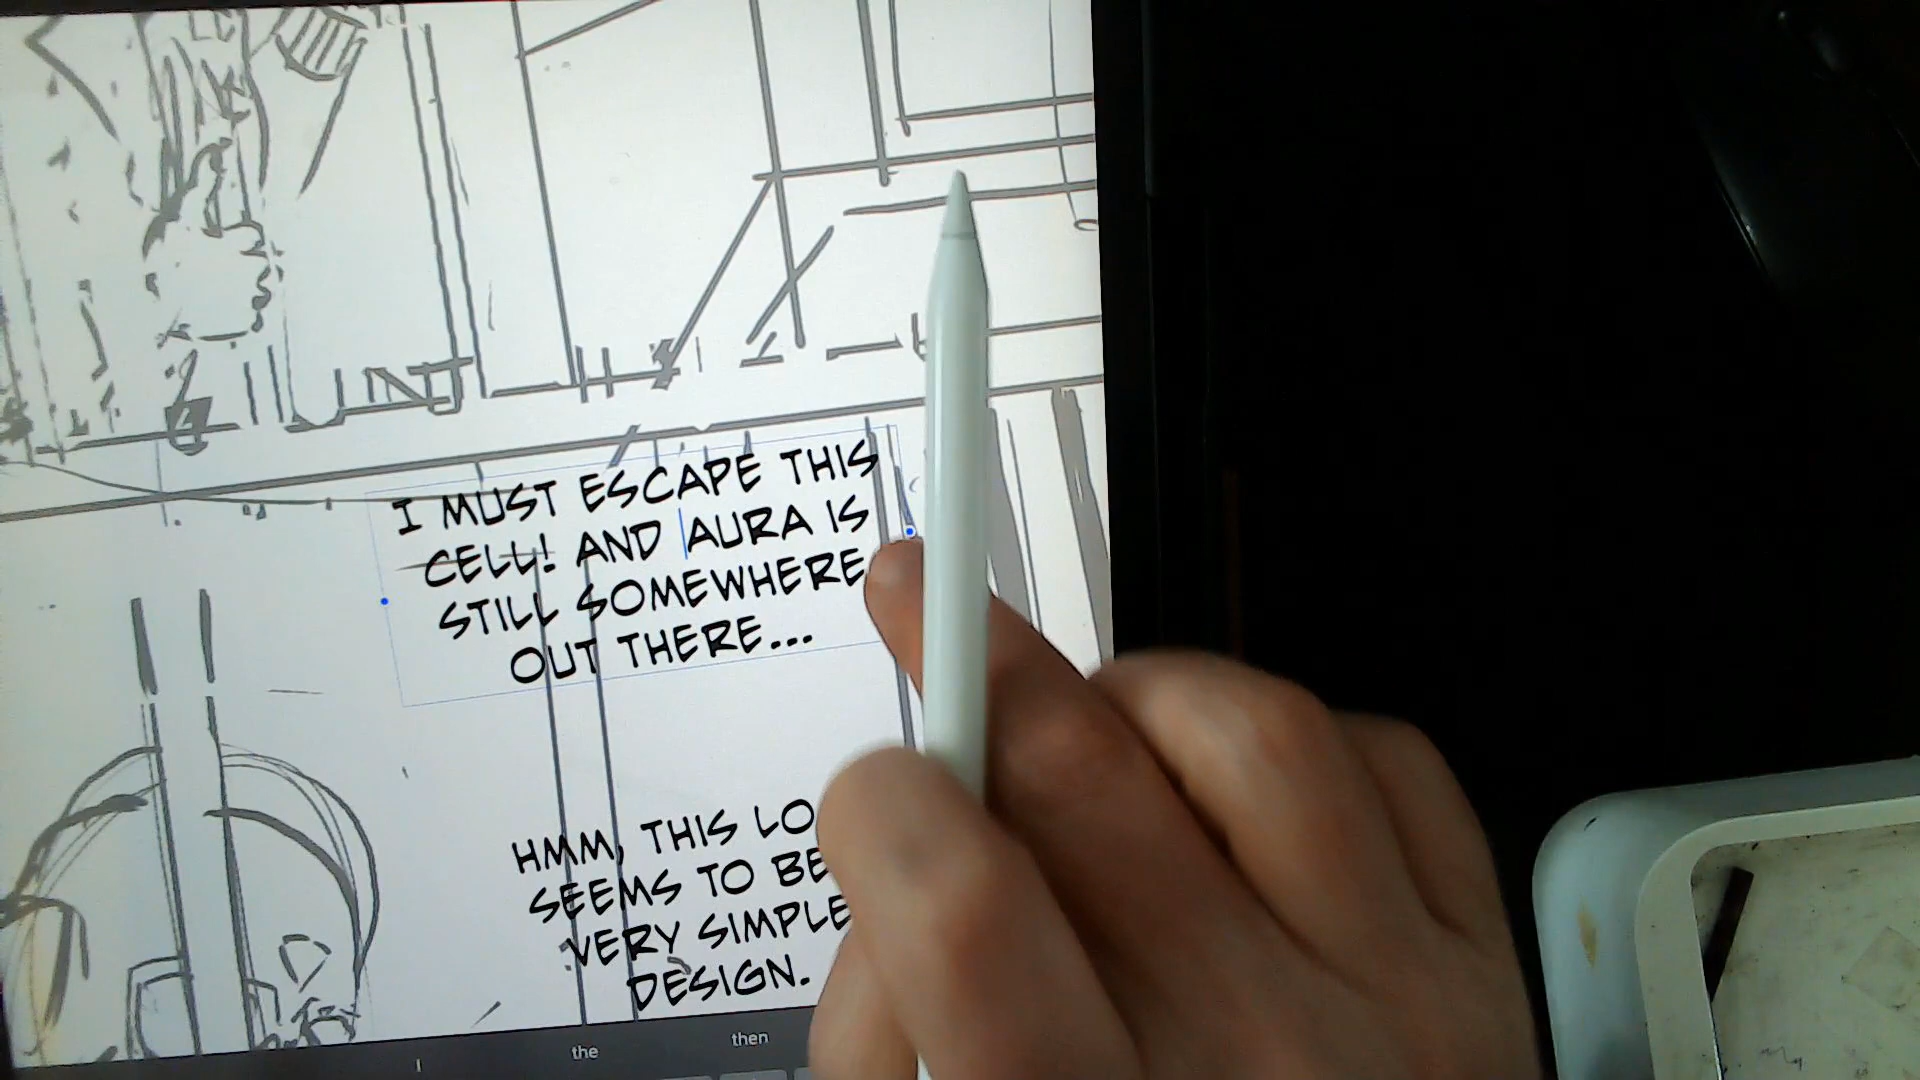 I MUST ESCAPE THIS
CELL! AND AURA IS
STILL SOMEWHERE
OUT THERE...
HMM, THIS
SEEMS TO BE
VERY SIMPLE
DESIGN.
I the then